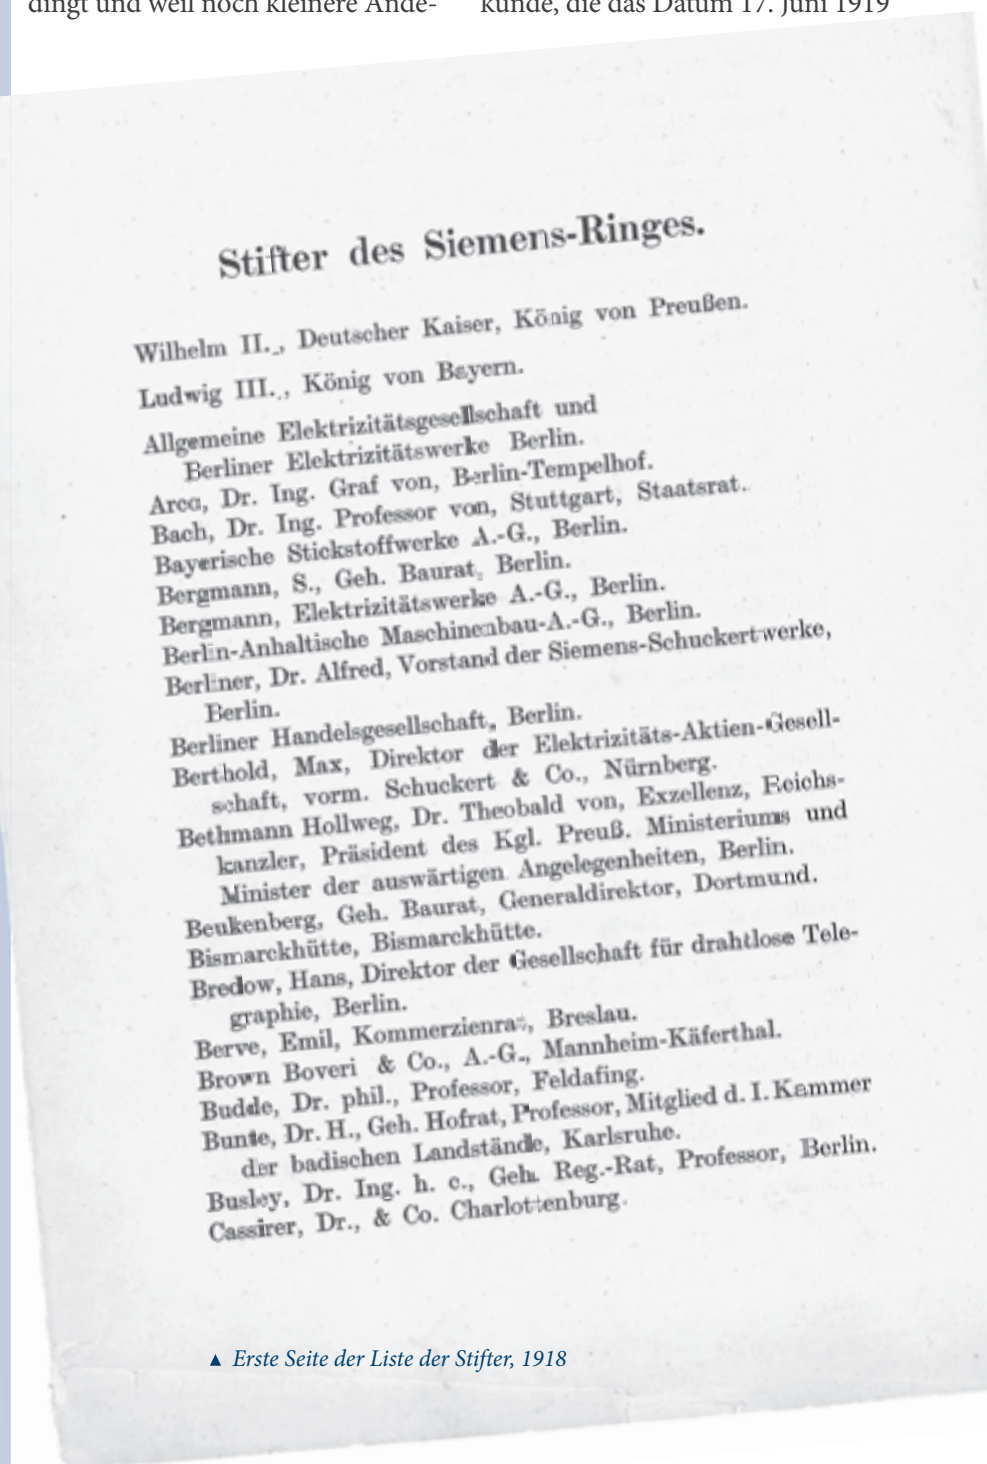 dingt und weil noch kleinere Ände-
kunde, die das Datum 17. Juni 1919
Stifter des Siemens-Ringes.
Wilhelm II., Deutscher Kaiser, König von Preußen.
Ludwig III., König von Bayern.
Allgemeine Elektrizitätsgesellschaft und
Berliner Elektrizitätswerke Berlin.
Arco, Dr. Ing. Graf von, Berlin-Tempelhof.
Bach, Dr. Ing. Professor von, Stuttgart, Staatsrat.
Bayerische Stickstoffwerke A.-G., Berlin.
Bergmann, S., Geh. Baurat, Berlin.
Bergmann, Elektrizitätswerke A.-G., Berlin.
Berlin-Anhaltische Maschinenbau-A.-G., Berlin.
Berliner, Dr. Alfred, Vorstand der Siemens-Schuckertwerke,
Berlin.
Berliner Handelsgesellschaft, Berlin.
Berthold, Max, Direktor der Elektrizitäts-Aktien-Gesell-
schaft, vorm. Schuckert & Co., Nürnberg.
Bethmann Hollweg, Dr. Theobald von, Exzellenz, Reichs-
kanzler, Präsident des Kgl. Preuß. Ministeriums und
Minister der auswärtigen Angelegenheiten, Berlin.
Beukenberg, Geh. Baurat, Generaldirektor, Dortmund.
Bismarckhütte, Bismarckhütte.
Bredow, Hans, Direktor der Gesellschaft für drahtlose Tele-
graphie, Berlin.
Berve, Emil, Kommerzienrat, Breslau.
Brown Boveri & Co., A.-G., Mannheim-Käferthal.
Budde, Dr. phil., Professor, Feldafing.
Bunte, Dr. H., Geh. Hofrat, Professor, Mitglied d. I. Kammer
der badischen Landstände, Karlsruhe.
Busley, Dr. Ing. h. c., Geh. Reg.-Rat, Professor, Berlin.
Cassirer, Dr., & Co. Charlottenburg.
▲ Erste Seite der Liste der Stifter, 1918